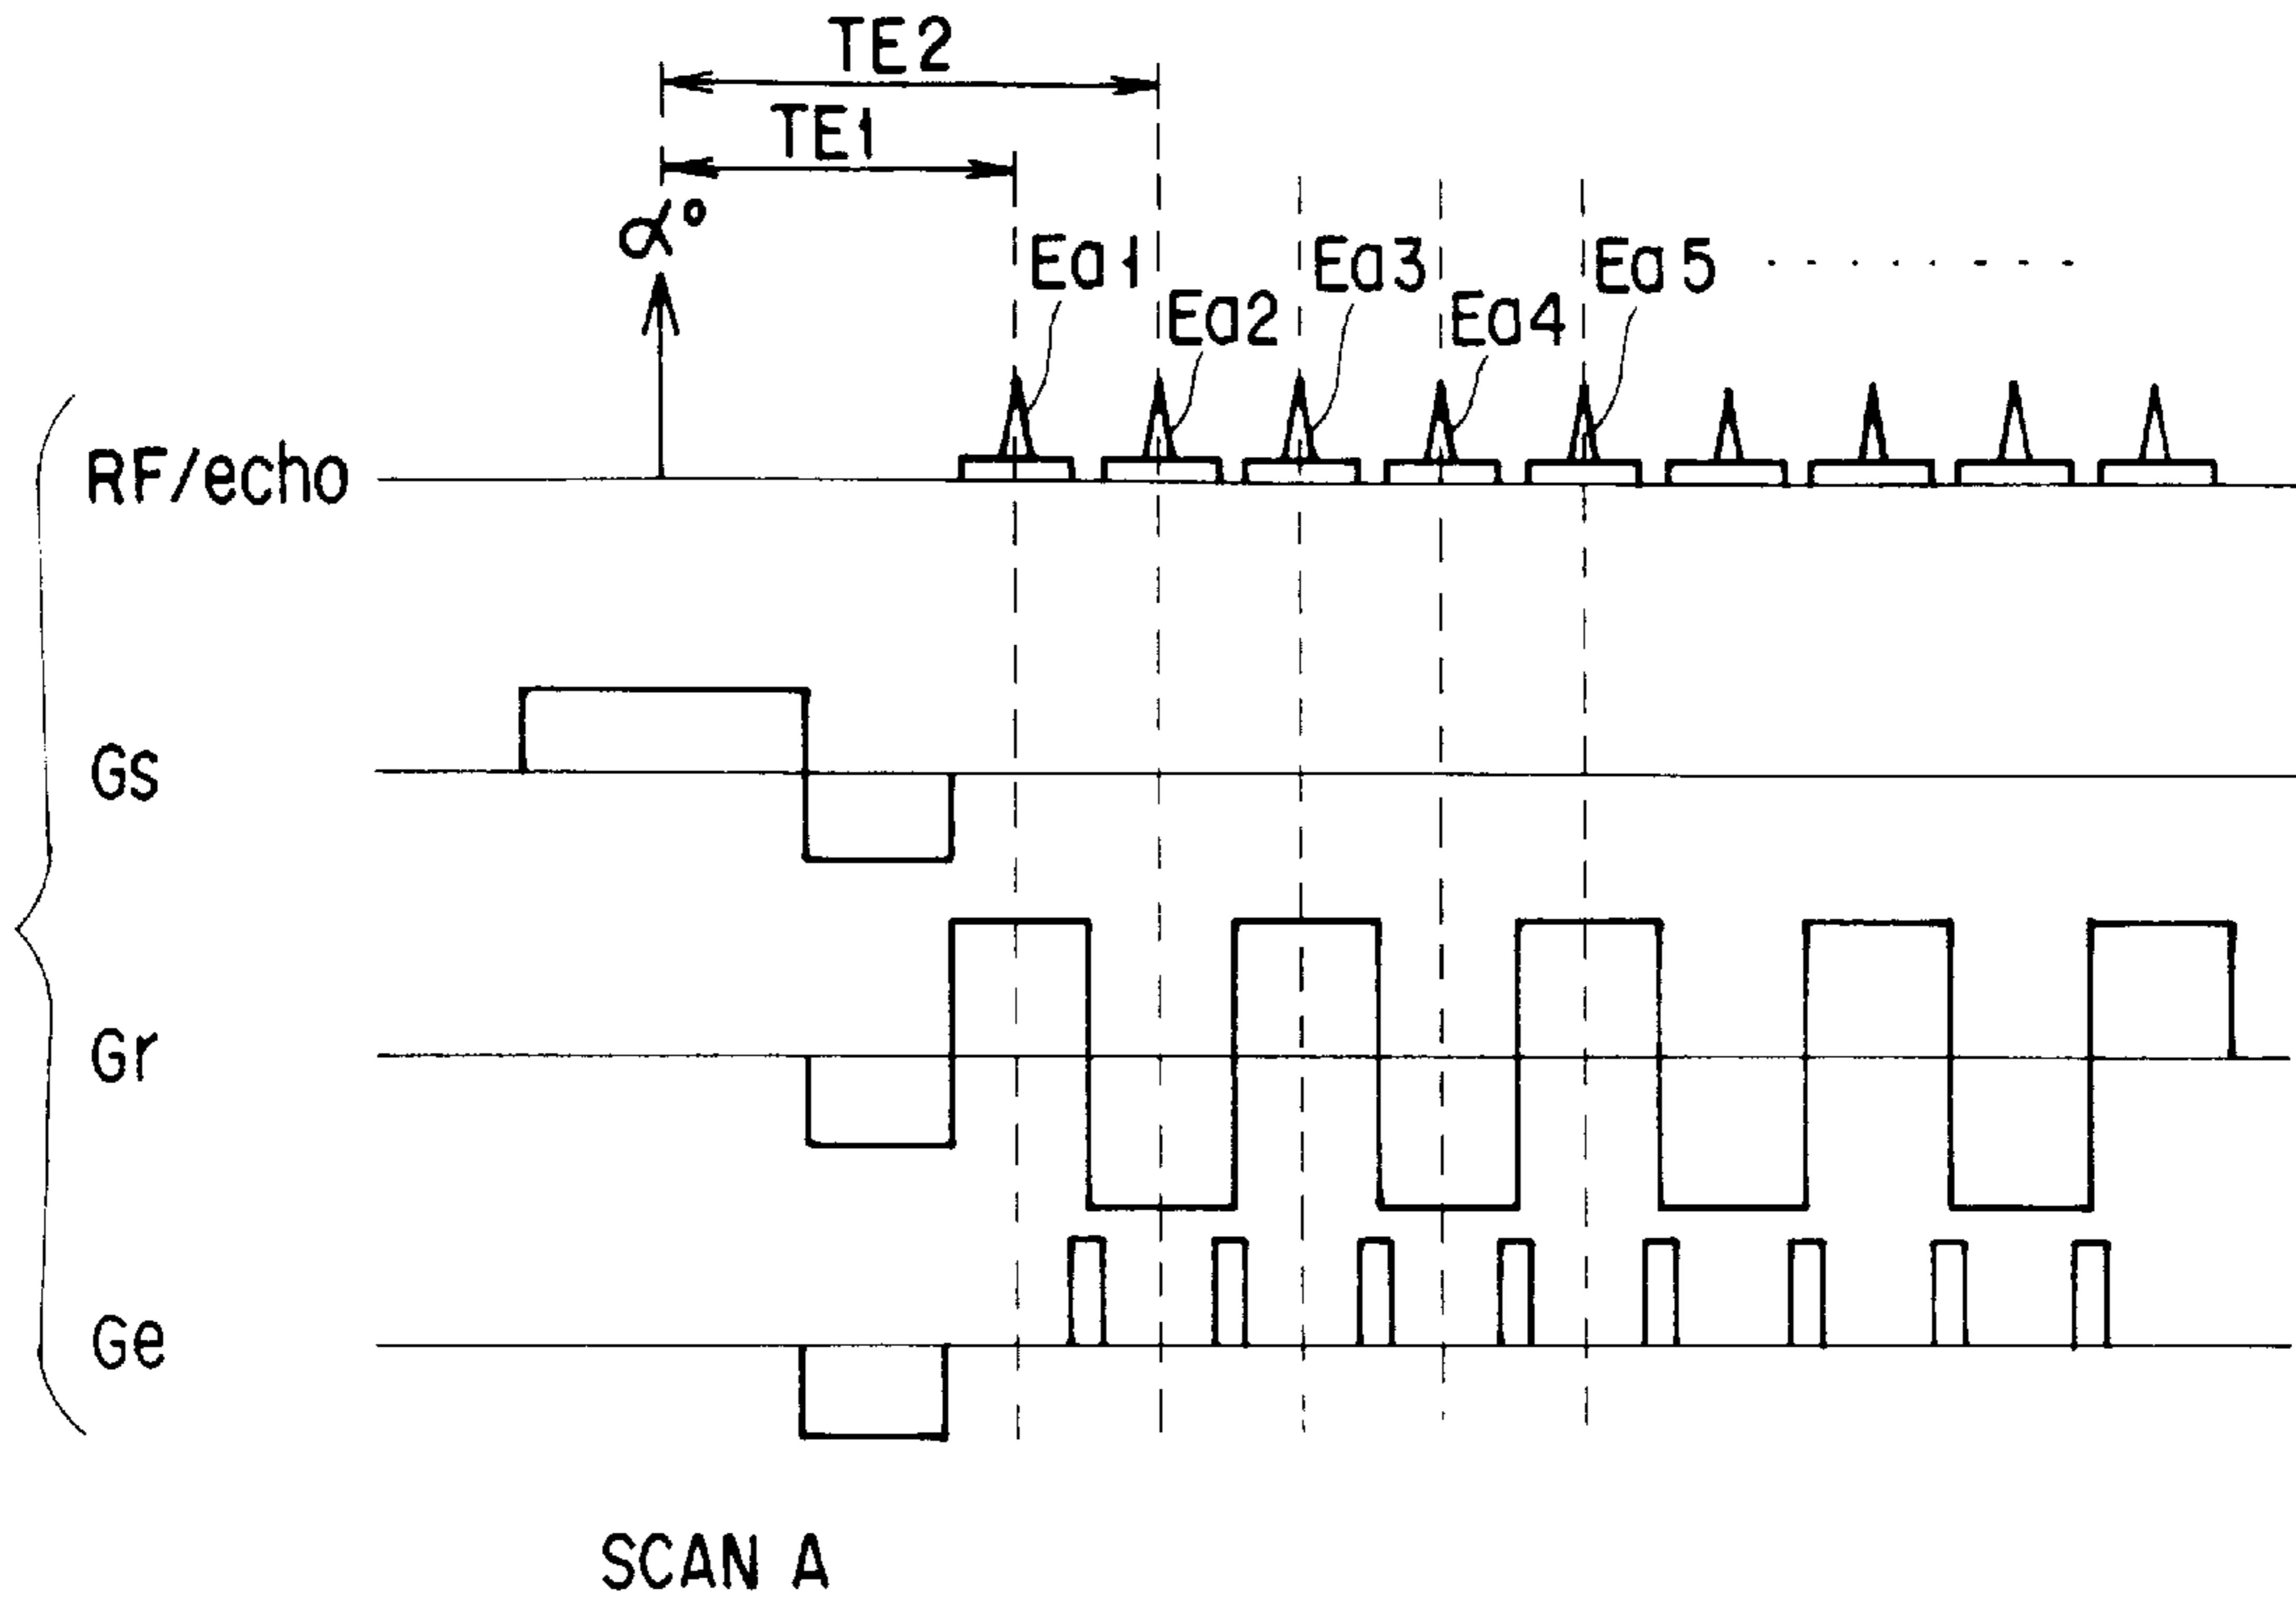 TE2
TE1
α°
Ea1
Ea2
Ea3
Ea4
Ea5 ........
RF/echo
Gs
Gr
Ge
SCAN A